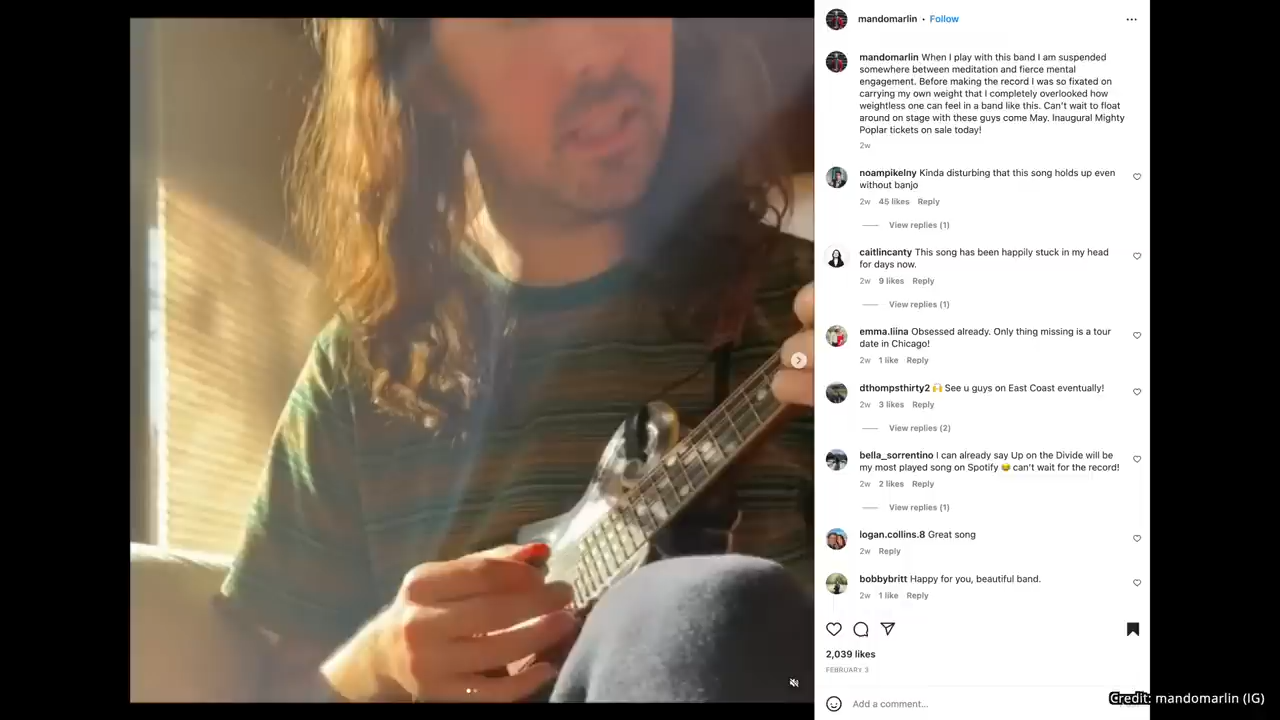 mandomarlin • Follow
mandomarlin When I play with this band I am suspended
somewhere between meditation and fierce mental
engagement. Before making the record I was so fixated on
carrying my own weight that I completely overlooked how
weightless one can feel in a band like this. Can't wait to float
around on stage with these guys come May. Inaugural Mighty
Poplar tickets on sale today!
2w
noampikelny Kinda disturbing that this song holds up even
without banjo
2w 45 likes Reply
View replies (1)
caitlincanty This song has been happily stuck in my head
for days now.
2w 9 likes Reply
View replies (1)
emma.liina Obsessed already. Only thing missing is a tour
date in Chicago!
2w 1 like Reply
dthompsthirty2 🙌 See u guys on East Coast eventually!
2w 3 likes Reply
View replies (2)
bella_sorrentino I can already say Up on the Divide will be
my most played song on Spotify 😂 can't wait for the record!
2w 2 likes Reply
View replies (1)
logan.collins.8 Great song
2w Reply
bobbybritt Happy for you, beautiful band.
2w 1 like Reply
2,039 likes
FEBRUARY 3
Add a comment...
Credit: mandomarlin (IG)